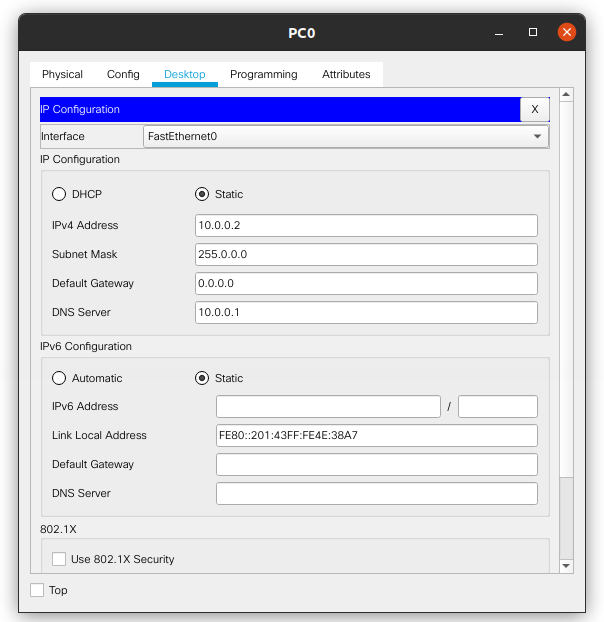 PC0
Physical Config Desktop Programming Attributes
IP Configuration X
Interface FastEthernet0
IP Configuration
DHCP Static
IPv4 Address 10.0.0.2
Subnet Mask 255.0.0.0
Default Gateway 0.0.0.0
DNS Server 10.0.0.1
IPv6 Configuration
Automatic Static
IPv6 Address /
Link Local Address FE80::201:43FF:FE4E:38A7
Default Gateway
DNS Server
802.1X
Use 802.1X Security
Top